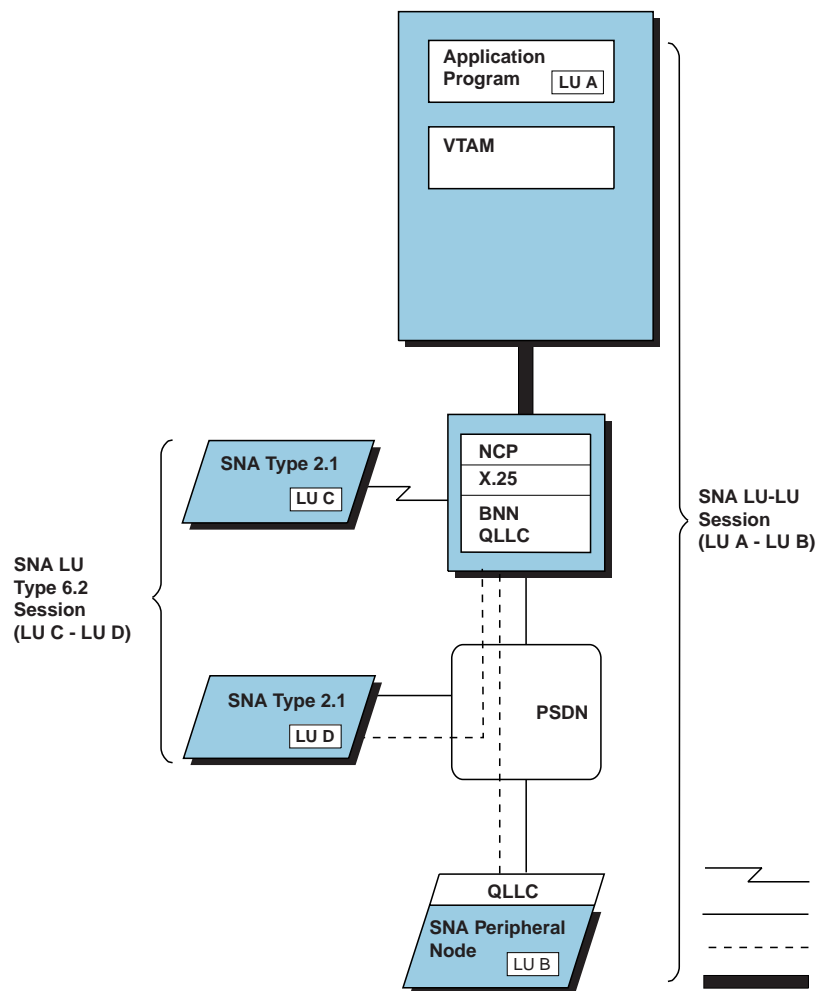 Application
Program
LU A
VTAM
NCP
X.25
BNN
QLLC
SNA Type 2.1
LU C
SNA LU-LU
Session
(LU A - LU B)
SNA LU
Type 6.2
Session
(LU C - LU D)
SNA Type 2.1
LU D
PSDN
QLLC
SNA Peripheral
Node
LU B